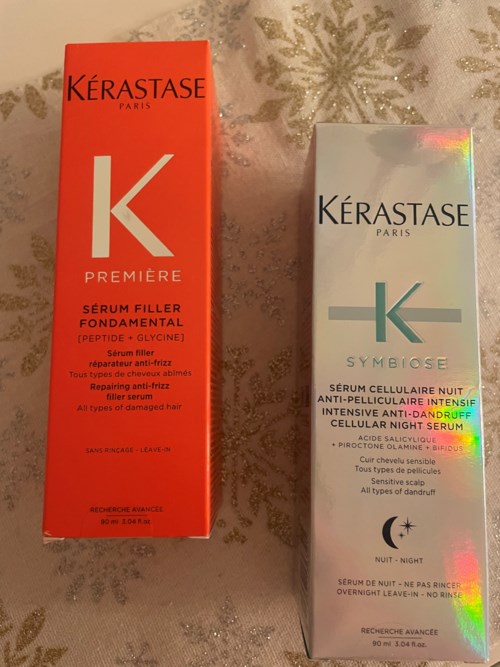 KÉRASTASE
PARIS
K
PREMIÈRE
SÉRUM FILLER
FONDAMENTAL
[PEPTIDE + GLYCINE]
Sérum filler
réparateur anti-frizz
Tous types de cheveux abîmés
Repairing anti-frizz
filler serum
All types of damaged hair
SANS RINÇAGE - LEAVE-IN
RECHERCHE AVANCÉE
90 ml 3.04 fl.oz.
KÉRASTASE
PARIS
K
SYMBIOSE
SÉRUM CELLULAIRE NUIT
ANTI-PELLICULAIRE INTENSIF
INTENSIVE ANTI-DANDRUFF
CELLULAR NIGHT SERUM
ACIDE SALICYLIQUE
+ PIROCTONE OLAMINE + BIFIDUS
Cuir chevelu sensible
Tous types de pellicules
Sensitive scalp
All types of dandruff
NUIT - NIGHT
SÉRUM DE NUIT - NE PAS RINCER
OVERNIGHT LEAVE-IN - NO RINSE
RECHERCHE AVANCÉE
90 ml 3.04 fl.oz.